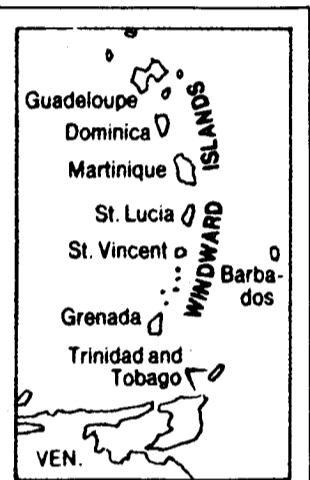 Guadeloupe
Dominica
Martinique
St. Lucia
St. Vincent
Grenada
Trinidad and
Tobago
VEN.
WINDWARD ISLANDS
Barba-
dos